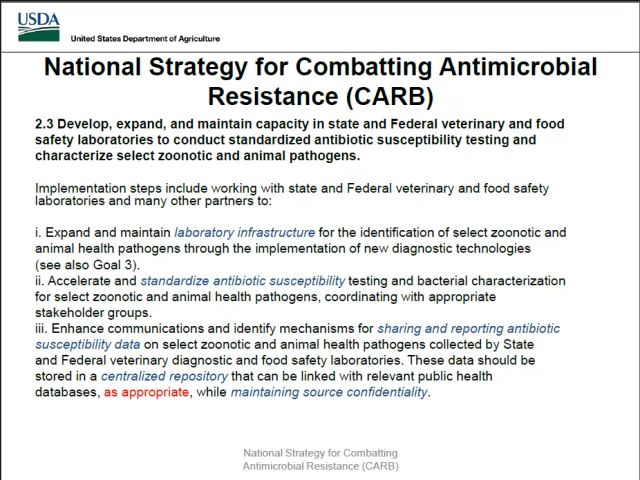 USDA
United States Department of Agriculture
National Strategy for Combatting Antimicrobial
Resistance (CARB)
2.3 Develop, expand, and maintain capacity in state and Federal veterinary and food
safety laboratories to conduct standardized antibiotic susceptibility testing and
characterize select zoonotic and animal pathogens.
Implementation steps include working with state and Federal veterinary and food safety
laboratories and many other partners to:
i. Expand and maintain laboratory infrastructure for the identification of select zoonotic and
animal health pathogens through the implementation of new diagnostic technologies
(see also Goal 3).
ii. Accelerate and standardize antibiotic susceptibility testing and bacterial characterization
for select zoonotic and animal health pathogens, coordinating with appropriate
stakeholder groups.
iii. Enhance communications and identify mechanisms for sharing and reporting antibiotic
susceptibility data on select zoonotic and animal health pathogens collected by State
and Federal veterinary diagnostic and food safety laboratories. These data should be
stored in a centralized repository that can be linked with relevant public health
databases, as appropriate, while maintaining source confidentiality.
National Strategy for Combatting
Antimicrobial Resistance (CARB)